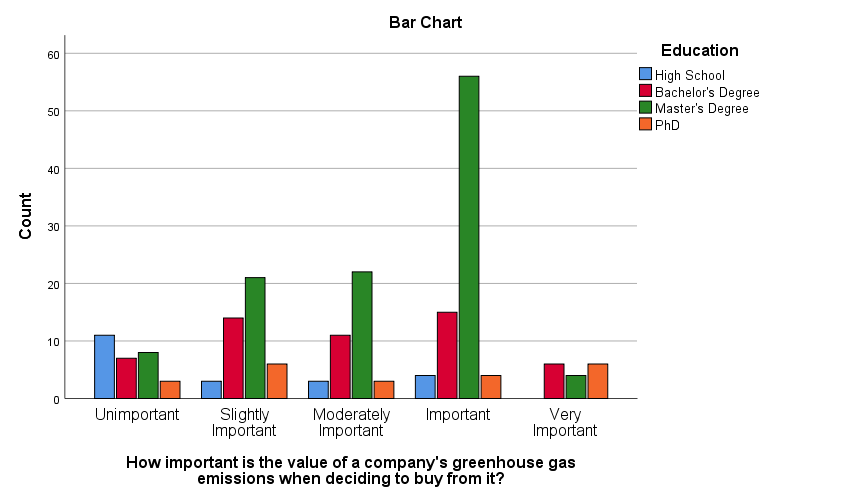 Bar Chart
Education
High School
Bachelor's Degree
Master's Degree
PhD
Count
60
50
40
30
20
10
0
Unimportant
Slightly
Important
Moderately
Important
Important
Very
Important
How important is the value of a company's greenhouse gas
emissions when deciding to buy from it?